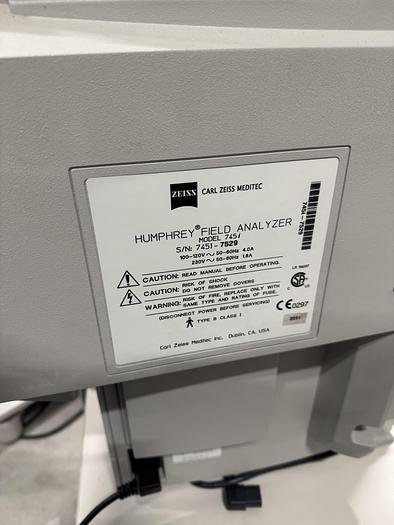 ZEISS CARL ZEISS MEDITEC
HUMPHREY® FIELD ANALYZER
MODEL 745i
S/N: 745I-7529
100-120V ~ 50-60HZ 4.0A
230V ~ 50-60HZ 1.8A
CAUTION: READ MANUAL BEFORE OPERATING.
CAUTION: RISK OF SHOCK
DO NOT REMOVE COVERS
WARNING: RISK OF FIRE, REPLACE ONLY WITH
SAME TYPE AND RATING OF FUSE.
(DISCONNECT POWER BEFORE SERVICING)
TYPE B CLASS I
Carl Zeiss Meditec Inc. Dublin, CA, USA
745I-7529
C
CE0297